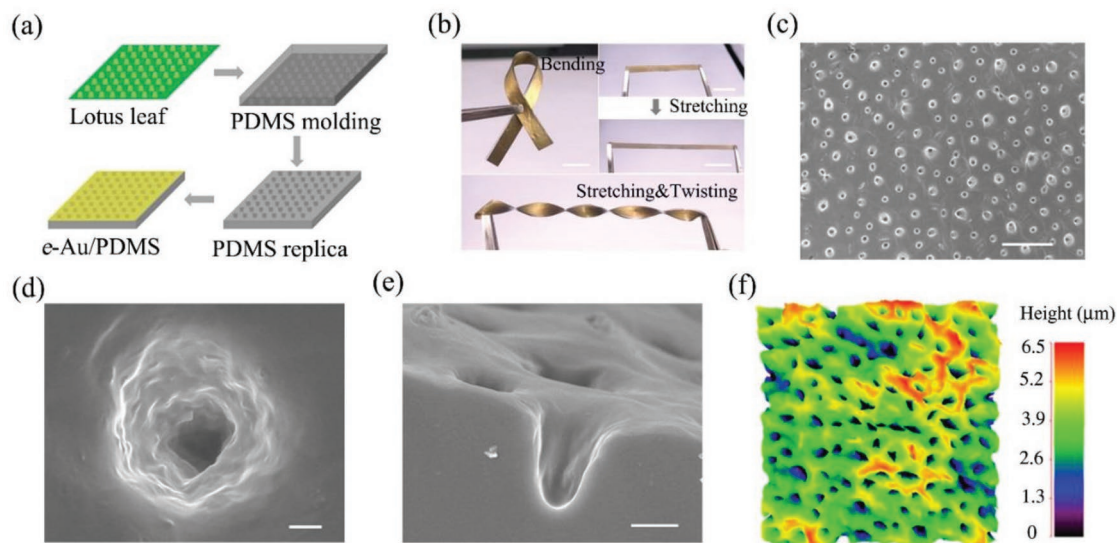 (a)
Lotus leaf
PDMS molding
e-Au/PDMS
PDMS replica
(b)
Bending
Stretching
Stretching&Twisting
(c)
(d)
(e)
(f)
Height (μm)
6.5
5.2
3.9
2.6
1.3
0